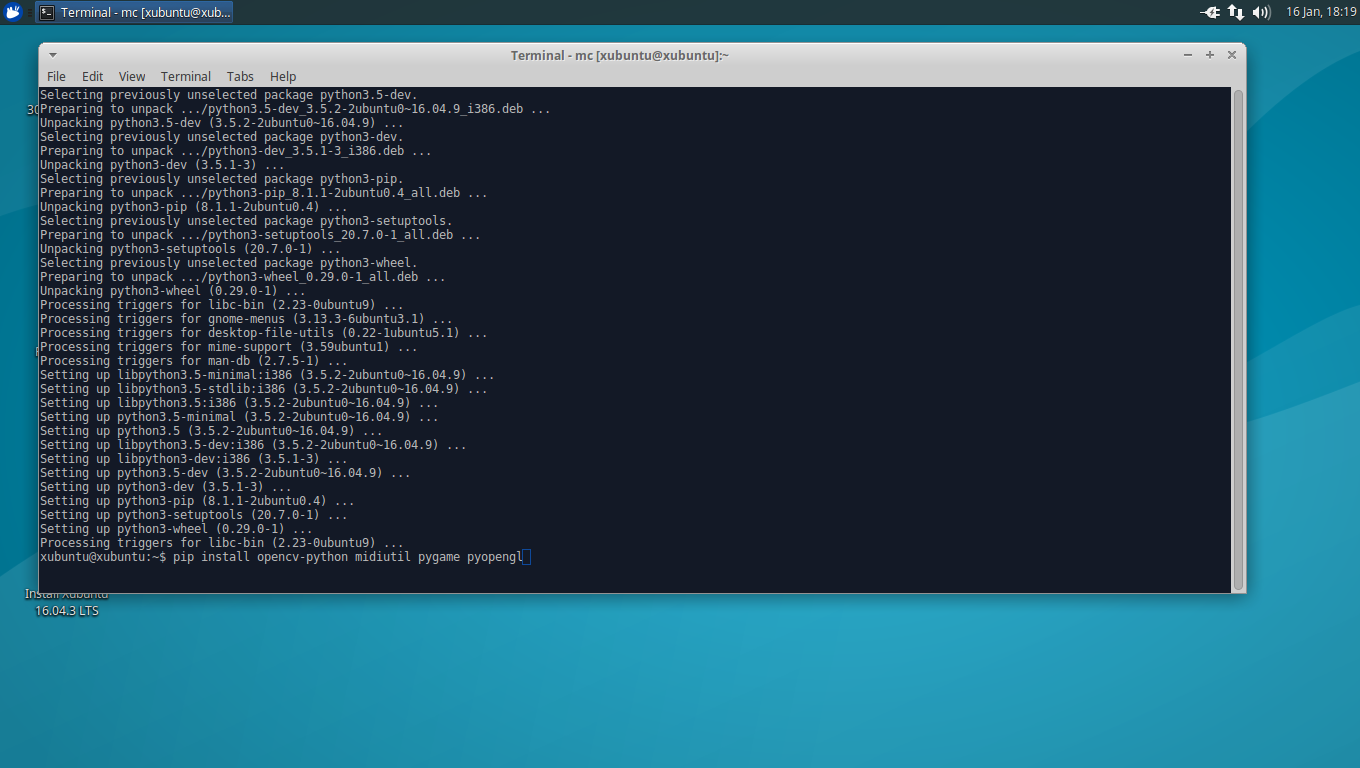 Terminal - mc [xubuntu@xub...
16 Jan, 18:19
Terminal - mc [xubuntu@xubuntu]:~
File Edit View Terminal Tabs Help
Selecting previously unselected package python3.5-dev.
Preparing to unpack .../python3.5-dev_3.5.2-2ubuntu0~16.04.9_i386.deb ...
Unpacking python3.5-dev (3.5.2-2ubuntu0~16.04.9) ...
Selecting previously unselected package python3-dev.
Preparing to unpack .../python3-dev_3.5.1-3_i386.deb ...
Unpacking python3-dev (3.5.1-3) ...
Selecting previously unselected package python3-pip.
Preparing to unpack .../python3-pip_8.1.1-2ubuntu0.4_all.deb ...
Unpacking python3-pip (8.1.1-2ubuntu0.4) ...
Selecting previously unselected package python3-setuptools.
Preparing to unpack .../python3-setuptools_20.7.0-1_all.deb ...
Unpacking python3-setuptools (20.7.0-1) ...
Selecting previously unselected package python3-wheel.
Preparing to unpack .../python3-wheel_0.29.0-1_all.deb ...
Unpacking python3-wheel (0.29.0-1) ...
Processing triggers for libc-bin (2.23-0ubuntu9) ...
Processing triggers for gnome-menus (3.13.3-6ubuntu3.1) ...
Processing triggers for desktop-file-utils (0.22-1ubuntu5.1) ...
Processing triggers for mime-support (3.59ubuntu1) ...
Processing triggers for man-db (2.7.5-1) ...
Setting up libpython3.5-minimal:i386 (3.5.2-2ubuntu0~16.04.9) ...
Setting up libpython3.5-stdlib:i386 (3.5.2-2ubuntu0~16.04.9) ...
Setting up libpython3.5:i386 (3.5.2-2ubuntu0~16.04.9) ...
Setting up python3.5-minimal (3.5.2-2ubuntu0~16.04.9) ...
Setting up python3.5 (3.5.2-2ubuntu0~16.04.9) ...
Setting up libpython3.5-dev:i386 (3.5.2-2ubuntu0~16.04.9) ...
Setting up libpython3-dev:i386 (3.5.1-3) ...
Setting up python3.5-dev (3.5.2-2ubuntu0~16.04.9) ...
Setting up python3-dev (3.5.1-3) ...
Setting up python3-pip (8.1.1-2ubuntu0.4) ...
Setting up python3-setuptools (20.7.0-1) ...
Setting up python3-wheel (0.29.0-1) ...
Processing triggers for libc-bin (2.23-0ubuntu9) ...
xubuntu@xubuntu:~$ pip install opencv-python midiutil pygame pyopengl
Install Xubuntu
16.04.3 LTS